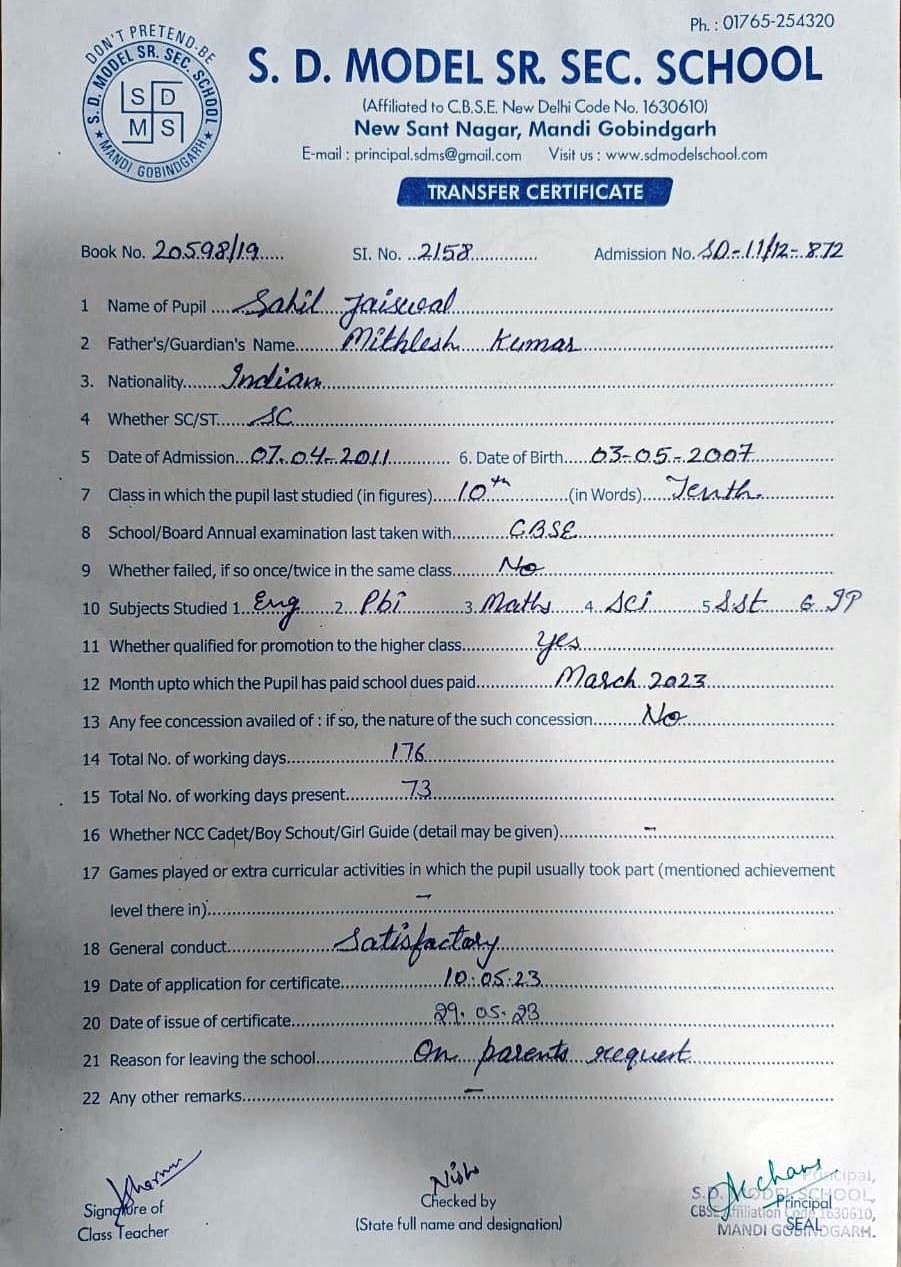 Ph. : 01765-254320
DON'T PRETEND-BE
S. D. MODEL SR. SEC. SCHOOL
S D
M S
★ MANDI GOBINDGARH ★
S. D. MODEL SR. SEC. SCHOOL
(Affiliated to C.B.S.E. New Delhi Code No. 1630610)
New Sant Nagar, Mandi Gobindgarh
E-mail : principal.sdms@gmail.com Visit us : www.sdmodelschool.com
TRANSFER CERTIFICATE
Book No. 20598/19 SI. No. 2158 Admission No. SD-11/12-872
1 Name of Pupil Sahil Jaiswal
2 Father's/Guardian's Name Mithlesh Kumar
3. Nationality Indian
4 Whether SC/ST SC
5 Date of Admission 07.04.2011 6. Date of Birth 03-05-2007
7 Class in which the pupil last studied (in figures) 10th (in Words) Tenth
8 School/Board Annual examination last taken with CBSE
9 Whether failed, if so once/twice in the same class No
10 Subjects Studied 1. Eng 2. Pbi 3. Maths 4. Sci 5. SSt 6 IP
11 Whether qualified for promotion to the higher class yes
12 Month upto which the Pupil has paid school dues paid March 2023
13 Any fee concession availed of : if so, the nature of the such concession No
14 Total No. of working days 176
15 Total No. of working days present 73
16 Whether NCC Cadet/Boy Schout/Girl Guide (detail may be given) -
17 Games played or extra curricular activities in which the pupil usually took part (mentioned achievement
level there in) -
18 General conduct Satisfactory
19 Date of application for certificate 10.05.23
20 Date of issue of certificate 29.05.23
21 Reason for leaving the school On parents request
22 Any other remarks -
Signature of
Class Teacher
Checked by
(State full name and designation)
Principal,
S.D. MODEL SCHOOL,
Principal
CBSE Affiliation Code 1630610,
SEAL
MANDI GOBINDGARH.